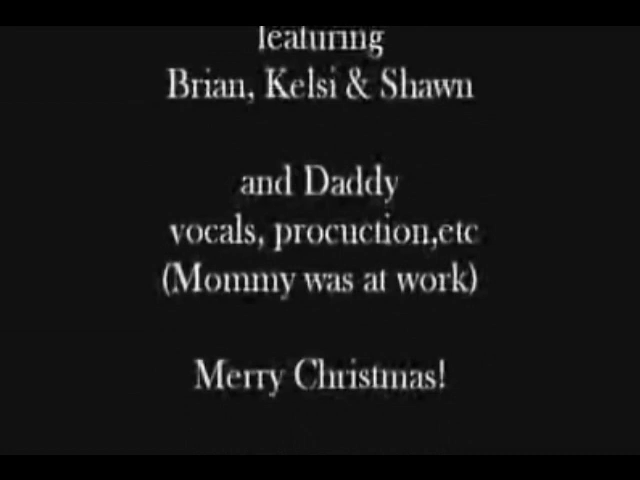 featuring
Brian, Kelsi & Shawn
and Daddy
vocals, procuction,etc
(Mommy was at work)
Merry Christmas!